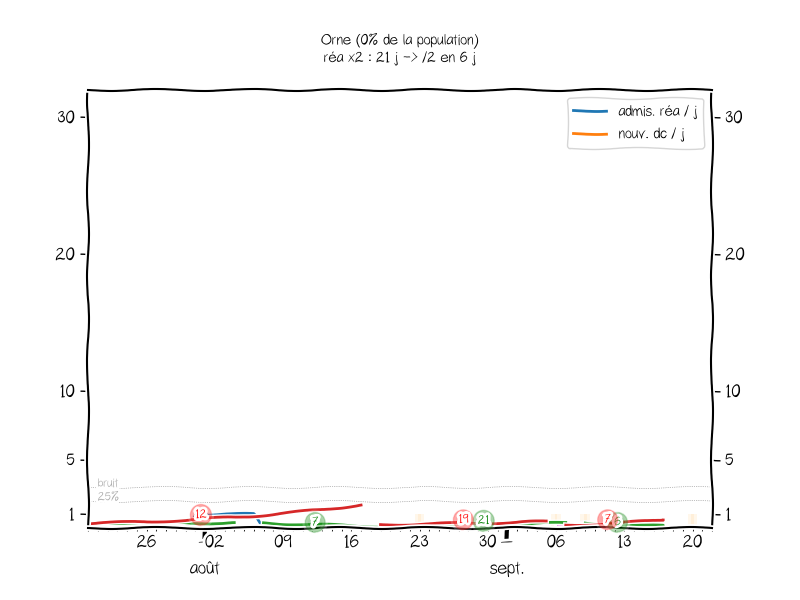 Orne (0% de la population)
réa x2 : 21 j -> /2 en 6 j
admis. réa / j
nouv. dc / j
30 30
20 20
10 10
5 5
bruit
25%
1 1
12 7 19 21 7
26 02 09 16 23 30 06 13 20
août sept.